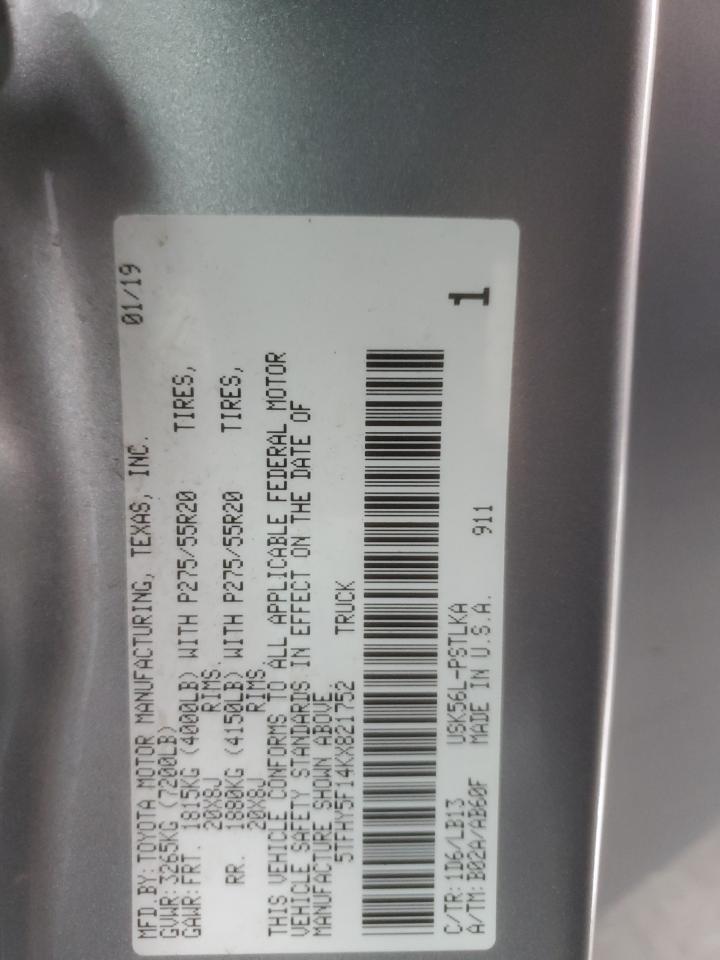 MFD.BY: TOYOTA MOTOR MANUFACTURING, TEXAS, INC. 01/19
GVWR: 3265KG (7200LB)
GAWR: FRT. 1815KG (4000LB) WITH P275/55R20 TIRES,
20X8J RIMS.
RR. 1880KG (4150LB) WITH P275/55R20 TIRES,
20X8J RIMS.
THIS VEHICLE CONFORMS TO ALL APPLICABLE FEDERAL MOTOR
VEHICLE SAFETY STANDARDS IN EFFECT ON THE DATE OF
MANUFACTURE SHOWN ABOVE.
5TFHY5F14KX821752 TRUCK
C/TR: 1D6/LB13 USK56L-PSTLKA 1
A/TM: B02A/AB60F MADE IN U.S.A. 911